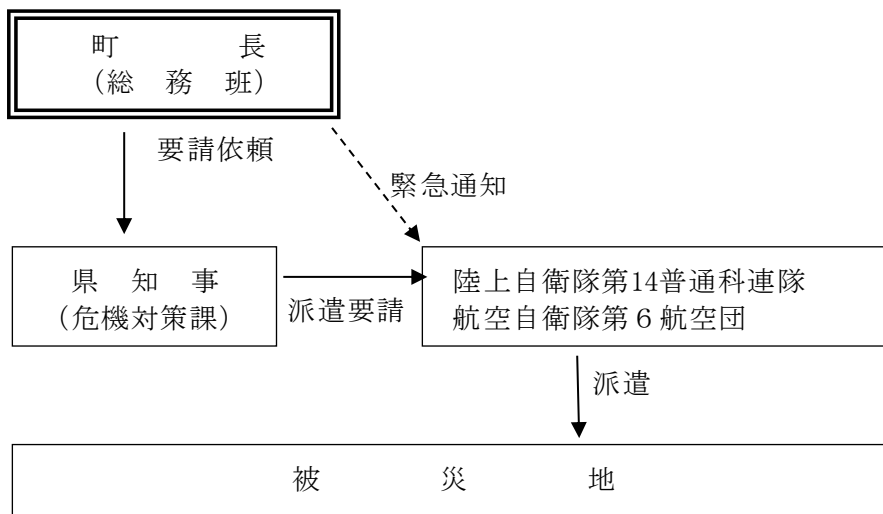 町長
（総務班）
要請依頼
緊急通知
県知事
（危機対策課）
派遣要請
陸上自衛隊第14普通科連隊
航空自衛隊第６航空団
派遣
被災地